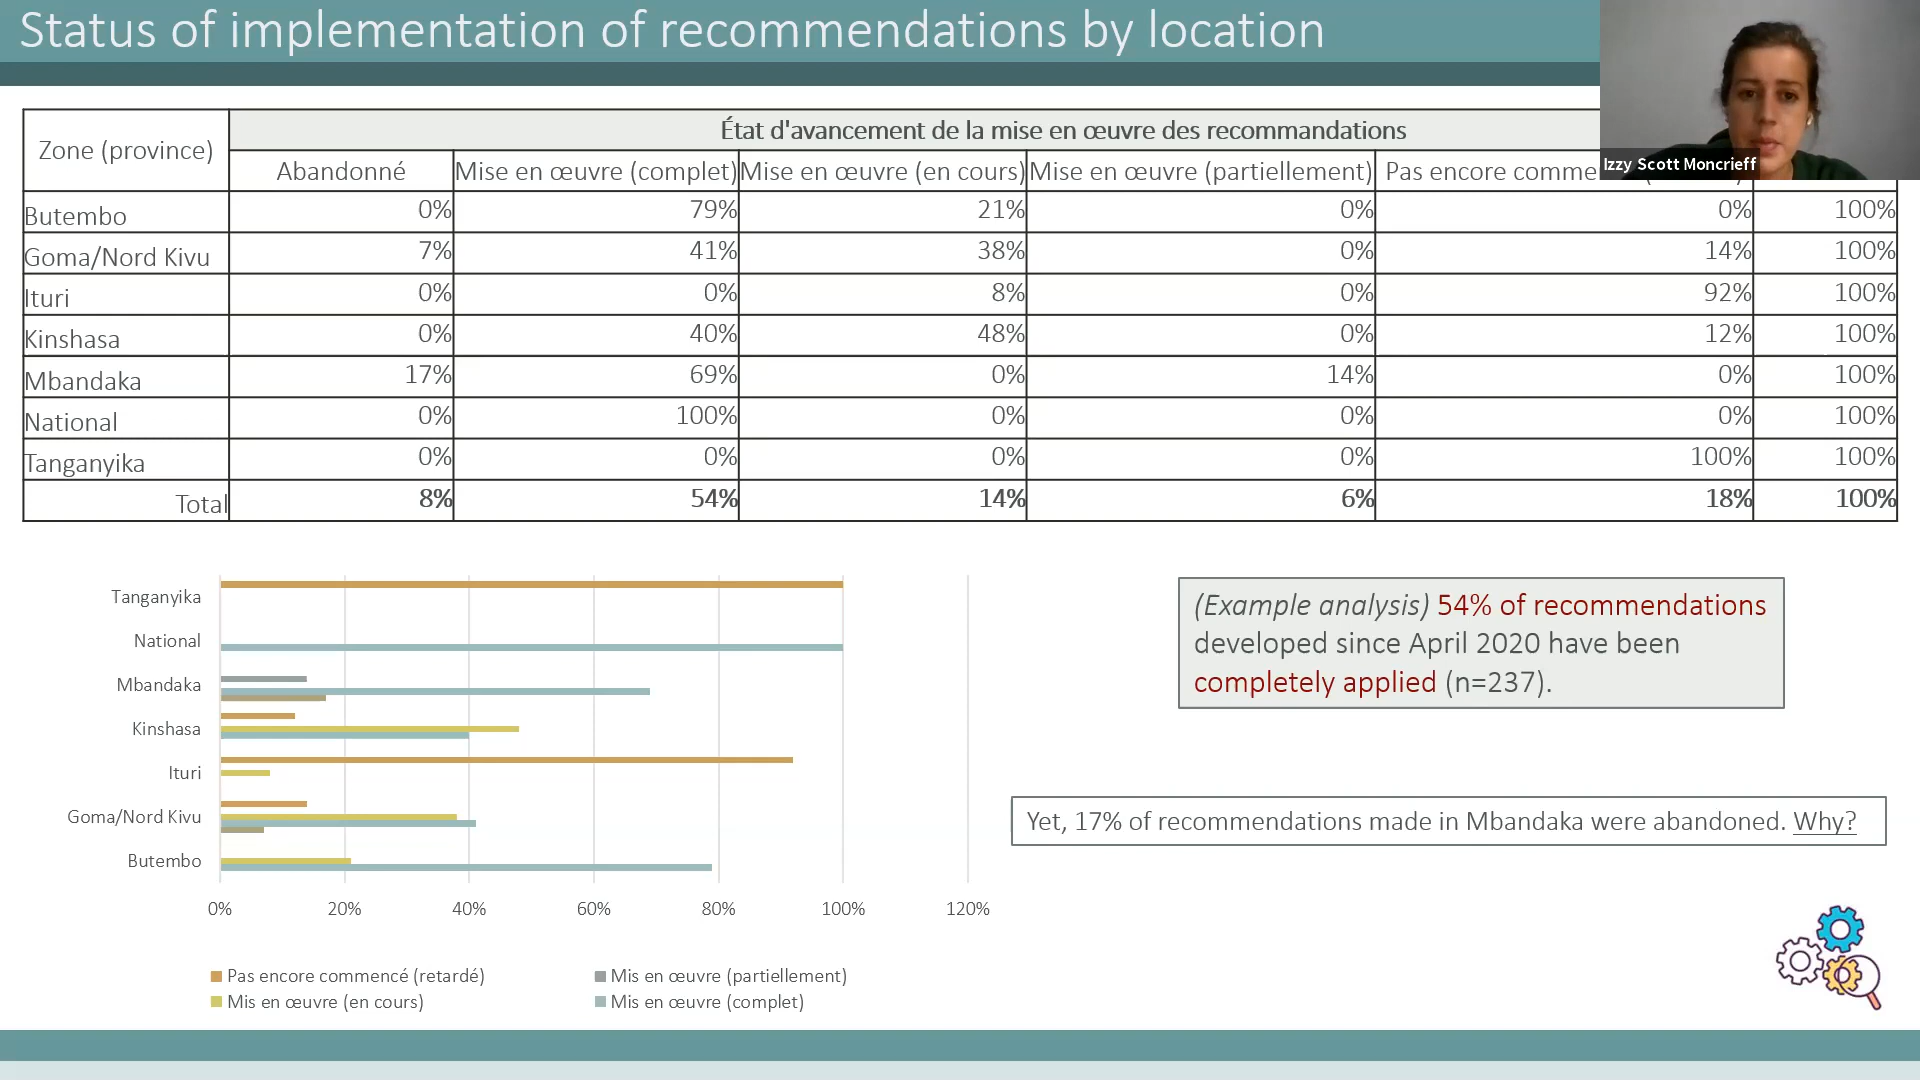 Status of implementation of recommendations by location
Izzy Scott Moncrieff
Zone (province)
État d'avancement de la mise en œuvre des recommandations
Abandonné Mise en œuvre (complet) Mise en œuvre (en cours) Mise en œuvre (partiellement) Pas encore
Butembo 0% 79% 21% 0% 0% 100%
Goma/Nord Kivu 7% 41% 38% 0% 14% 100%
Ituri 0% 0% 8% 0% 92% 100%
Kinshasa 0% 40% 48% 0% 12% 100%
Mbandaka 17% 69% 0% 14% 0% 100%
National 0% 100% 0% 0% 0% 100%
Tanganyika 0% 0% 0% 0% 100% 100%
Total 8% 54% 14% 6% 18% 100%
Tanganyika
National
Mbandaka
Kinshasa
Ituri
Goma/Nord Kivu
Butembo
0% 20% 40% 60% 80% 100% 120%
Pas encore commencé (retardé) Mis en œuvre (partiellement)
Mis en œuvre (en cours) Mis en œuvre (complet)
(Example analysis) 54% of recommendations
developed since April 2020 have been
completely applied (n=237).
Yet, 17% of recommendations made in Mbandaka were abandoned. Why?